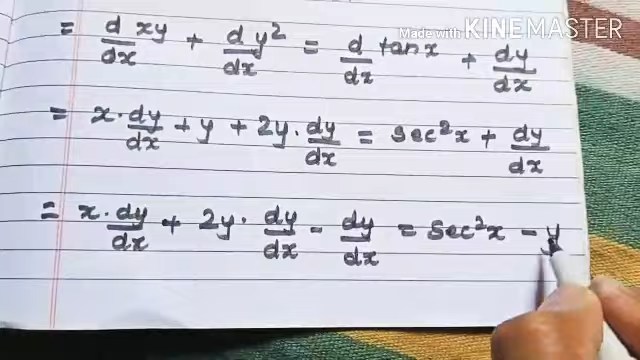 Made with KINEMASTER
= d/dx xy + d/dx y² = d/dx tanx + dy/dx
= x·dy/dx + y + 2y·dy/dx = sec²x + dy/dx
= x·dy/dx + 2y·dy/dx - dy/dx = sec²x - y